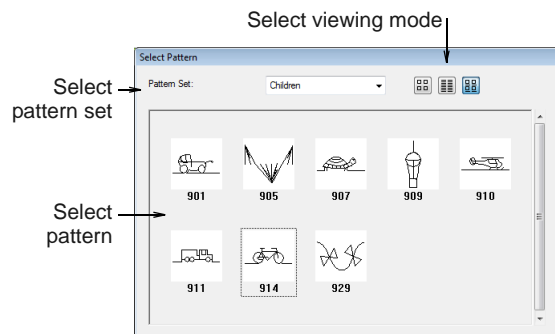 Select viewing mode
Select Pattern
Select
pattern set
Pattern Set:
Children
901 905 907 909 910
Select
pattern
911 914 929